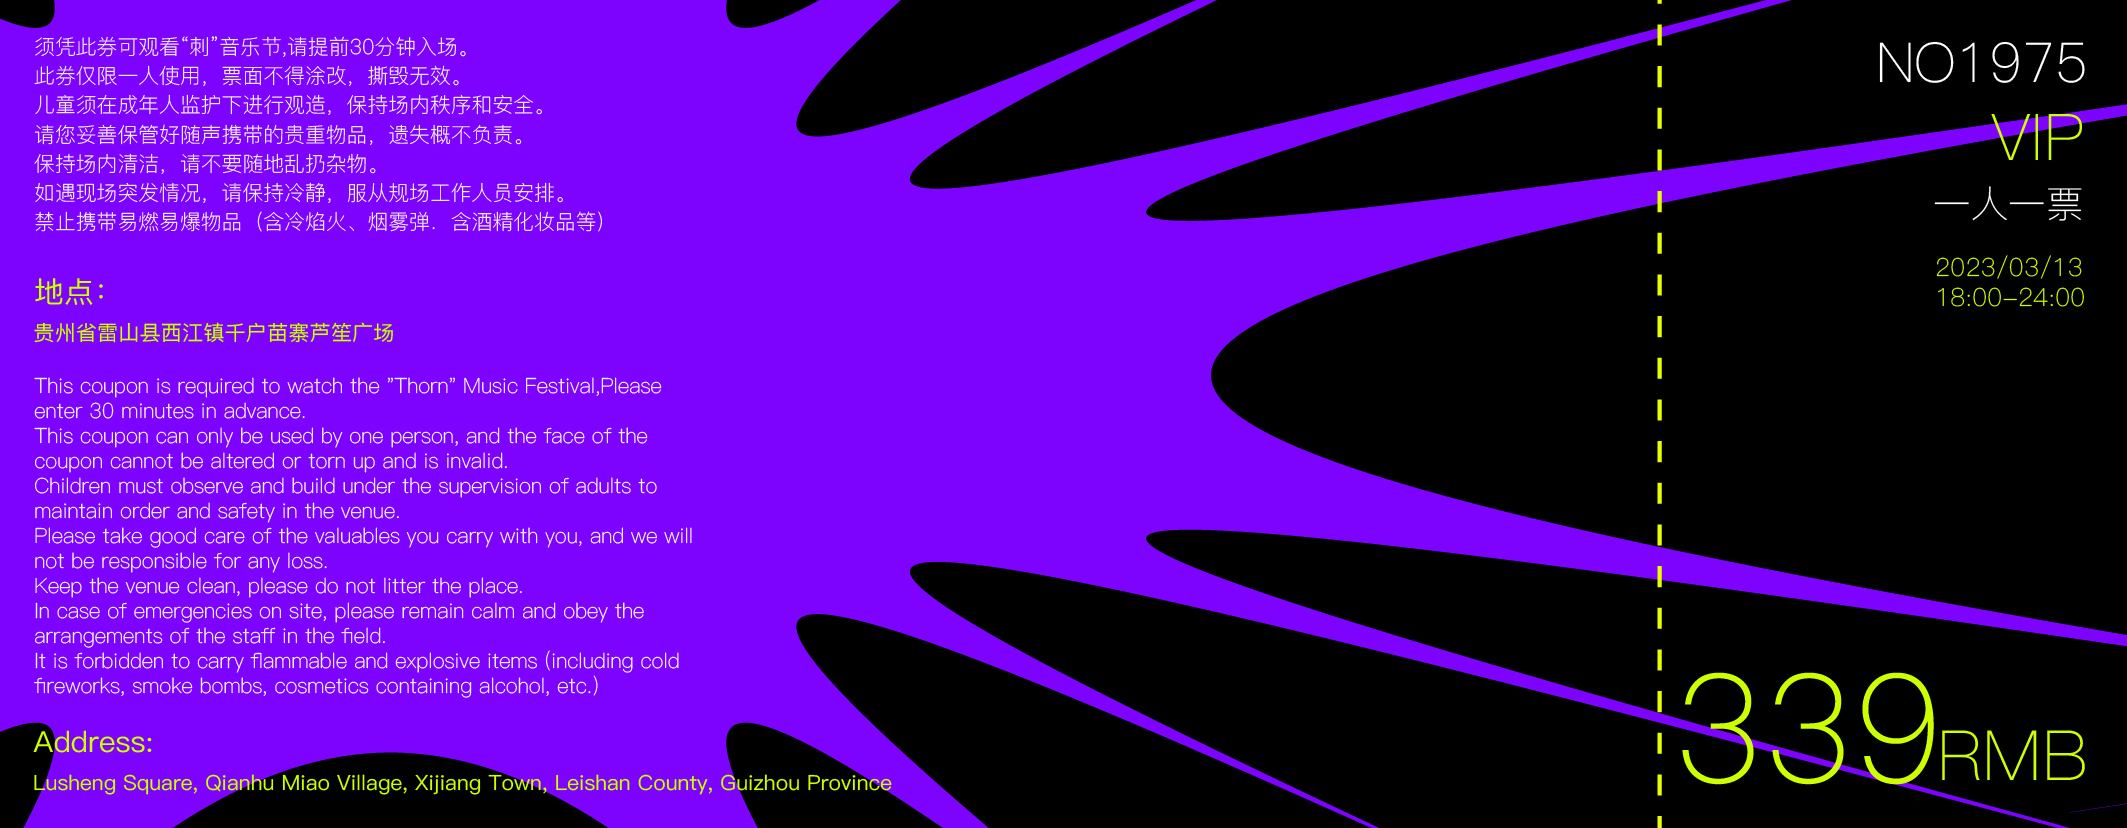 须凭此券可观看“刺”音乐节,请提前30分钟入场。
此券仅限一人使用，票面不得涂改，撕毁无效。
儿童须在成年人监护下进行观造，保持场内秩序和安全。
请您妥善保管好随声携带的贵重物品，遗失概不负责。
保持场内清洁，请不要随地乱扔杂物。
如遇现场突发情况，请保持冷静，服从规场工作人员安排。
禁止携带易燃易爆物品（含冷焰火、烟雾弹．含酒精化妆品等）
地点：
贵州省雷山县西江镇千户苗寨芦笙广场
This coupon is required to watch the ”Thorn” Music Festival,Please
enter 30 minutes in advance.
This coupon can only be used by one person, and the face of the
coupon cannot be altered or torn up and is invalid.
Children must observe and build under the supervision of adults to
maintain order and safety in the venue.
Please take good care of the valuables you carry with you, and we will
not be responsible for any loss.
Keep the venue clean, please do not litter the place.
In case of emergencies on site, please remain calm and obey the
arrangements of the staff in the field.
It is forbidden to carry flammable and explosive items (including cold
fireworks, smoke bombs, cosmetics containing alcohol, etc.)
Address:
Lusheng Square, Qianhu Miao Village, Xijiang Town, Leishan County, Guizhou Province
NO1975
VIP
一人一票
2023/03/13
18:00–24:00
339RMB